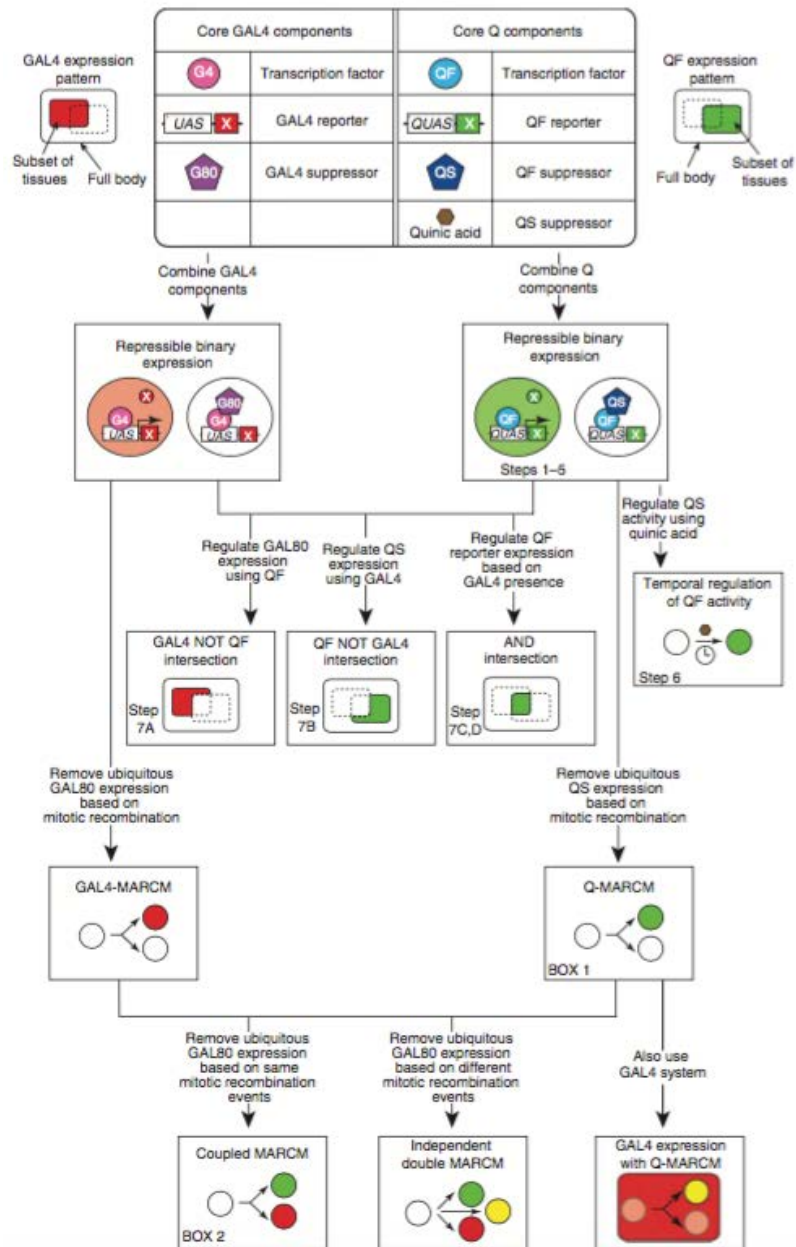 Core GAL4 components
Core Q components
GAL4 expression
pattern
Subset of
tissues
Full body
G4
Transcription factor
UAS
X
GAL4 reporter
G80
GAL4 suppressor
QF
Transcription factor
QUAS
X
QF reporter
QS
QF suppressor
Quinic acid
QS suppressor
QF expression
pattern
Full body
Subset of
tissues
Combine GAL4
components
Combine Q
components
Repressible binary
expression
X
G4
UAS
X
G80
G4
UAS
X
Repressible binary
expression
X
QF
QUAS
X
QS
QF
QUAS
X
Steps 1–5
Regulate GAL80
expression
using QF
Regulate QS
expression
using GAL4
Regulate QF
reporter expression
based on
GAL4 presence
Regulate QS
activity using
quinic acid
Temporal regulation
of QF activity
Step 6
GAL4 NOT QF
intersection
Step
7A
QF NOT GAL4
intersection
Step
7B
AND
intersection
Step
7C,D
Remove ubiquitous
GAL80 expression
based on
mitotic recombination
Remove ubiquitous
QS expression
based on
mitotic recombination
GAL4-MARCM
Q-MARCM
BOX 1
Remove ubiquitous
GAL80 expression
based on same
mitotic recombination
events
Remove ubiquitous
GAL80 expression
based on different
mitotic recombination
events
Also use
GAL4 system
Coupled MARCM
BOX 2
Independent
double MARCM
GAL4 expression
with Q-MARCM